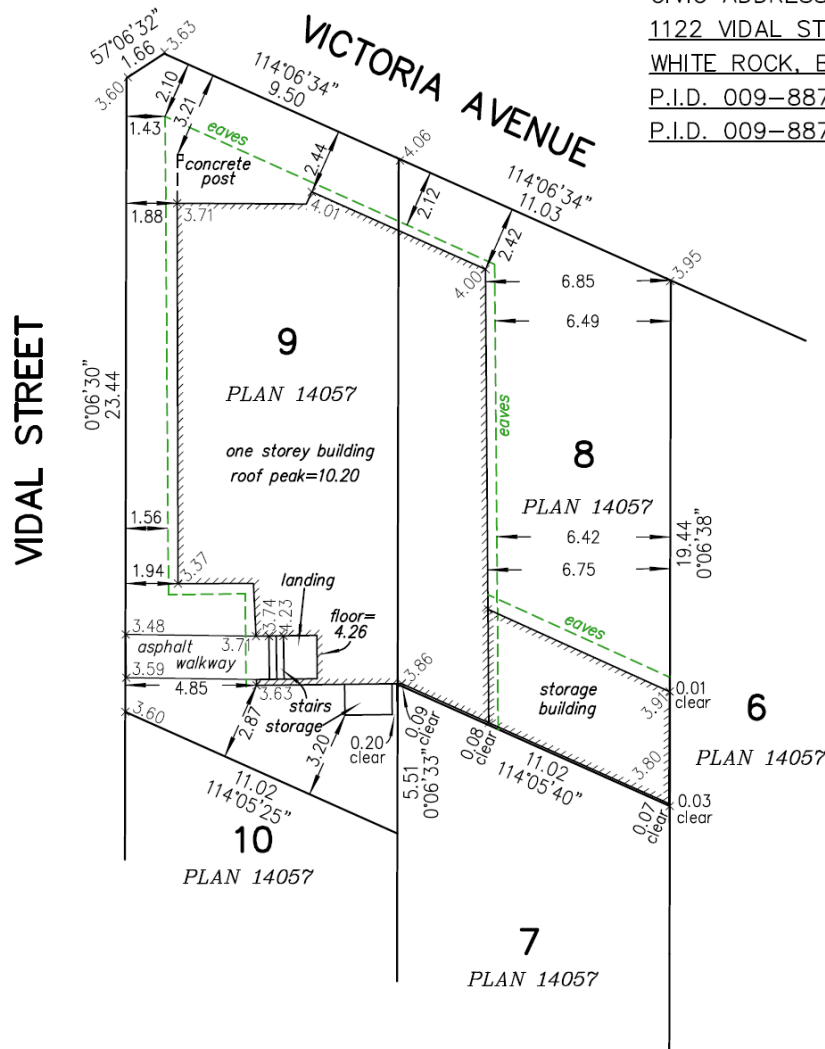 CIVIC ADDRESS
1122 VIDAL ST
WHITE ROCK, B
P.I.D. 009-887
P.I.D. 009-887
VICTORIA AVENUE
57°06'32"
1.66
3.63
3.60
114°06'34"
9.50
2.10
3.21
1.43
eaves
concrete
post
2.44
4.06
114°06'34"
11.03
2.12
2.42
1.88
3.71
4.01
4.00
3.95
6.85
6.49
VIDAL STREET
0°06'30"
23.44
9
PLAN 14057
one storey building
roof peak=10.20
eaves
8
PLAN 14057
6.42
6.75
19.44
0°06'38"
1.56
1.94
3.37
landing
3.74
4.23
floor=
4.26
eaves
3.48
3.71
asphalt
walkway
3.59
4.85
3.63
stairs
storage
3.86
storage
building
3.91
0.01
clear
6
PLAN 14057
3.60
2.87
3.20
0.20
clear
0.09
clear
5.51
0°06'33"
0.08
clear
11.02
114°05'40"
3.80
0.07
clear
0.03
clear
11.02
114°05'25"
10
PLAN 14057
7
PLAN 14057